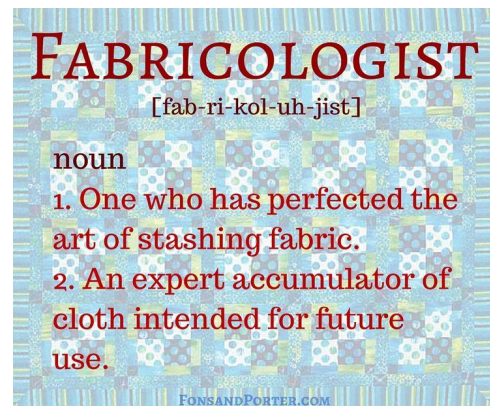 FABRICOLOGIST
[fab-ri-kol-uh-jist]
noun
1. One who has perfected the
art of stashing fabric.
2. An expert accumulator of
cloth intended for future
use.
FONSANDPORTER.COM